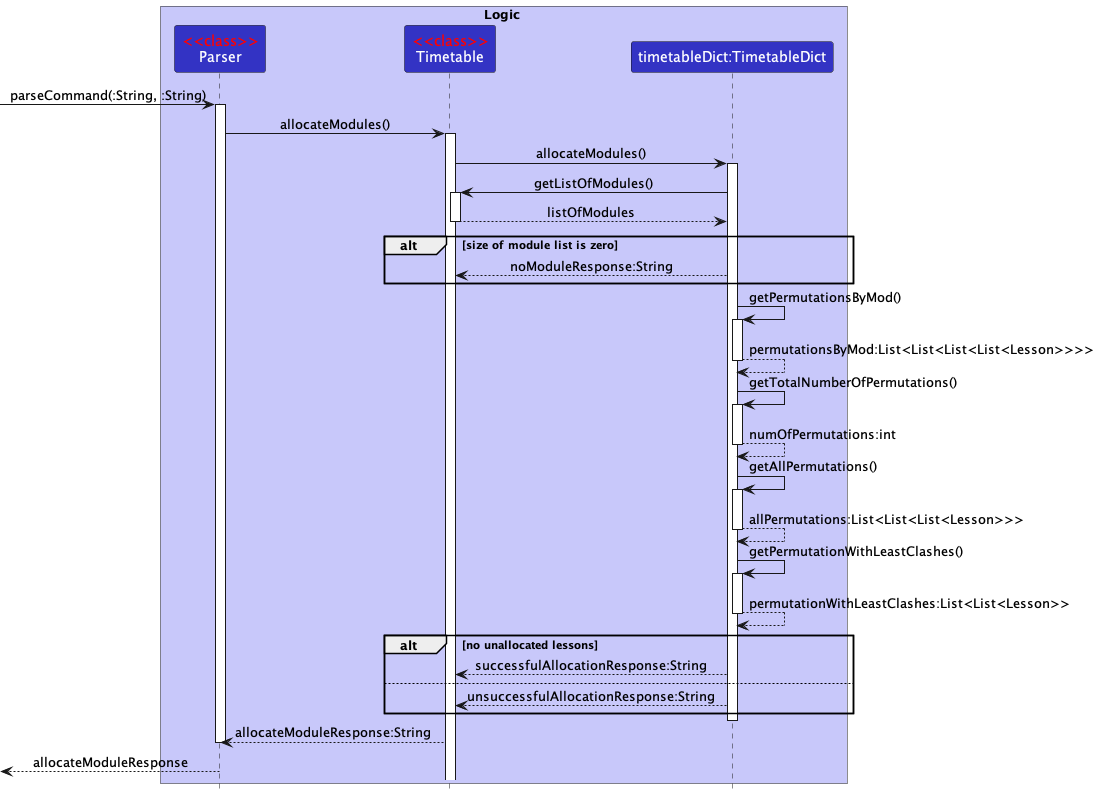 Logic
<<class>>
Parser
<<class>>
Timetable
timetableDict:TimetableDict
parseCommand(:String, :String)
allocateModules()
allocateModules()
getListOfModules()
listOfModules
alt
[size of module list is zero]
noModuleResponse:String
getPermutationsByMod()
permutationsByMod:List<List<List<List<Lesson>>>>
getTotalNumberOfPermutations()
numOfPermutations:int
getAllPermutations()
allPermutations:List<List<List<Lesson>>>
getPermutationWithLeastClashes()
permutationWithLeastClashes:List<List<Lesson>>
alt
[no unallocated lessons]
successfulAllocationResponse:String
unsuccessfulAllocationResponse:String
allocateModuleResponse:String
allocateModuleResponse